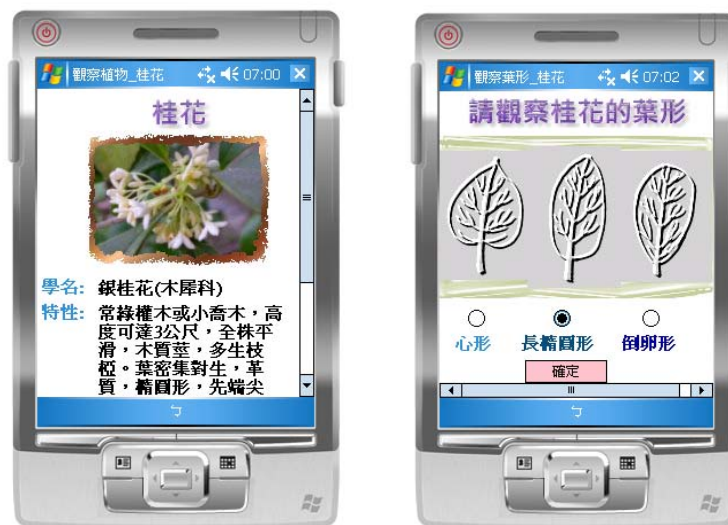 觀察植物_桂花 07:00
桂花
學名: 銀桂花(木犀科)
特性: 常綠權木或小喬木，高
度可達3公尺，全株平
滑，木質莖，多生枝
椏。葉密集對生，革
質，橢圓形，先端尖
ㄅ
觀察葉形_桂花 07:02
請觀察桂花的葉形
心形 長橢圓形 倒卵形
確定
ㄅ